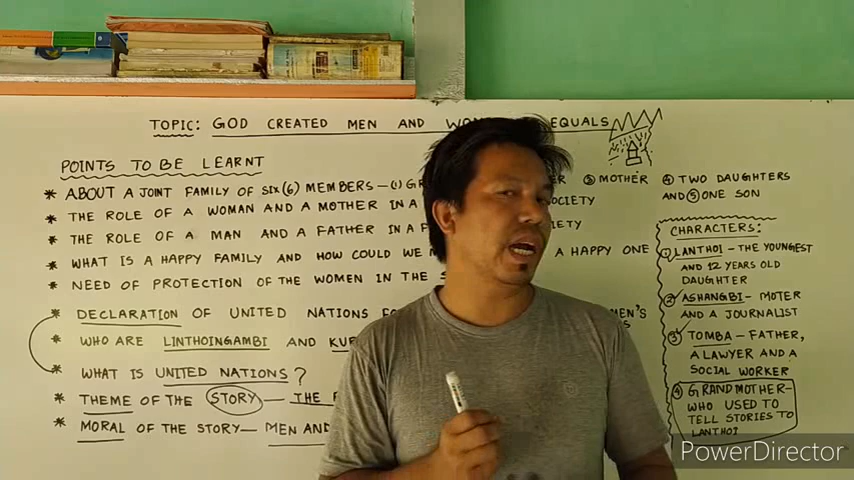 TOPIC: GOD CREATED MEN AND EQUALS
POINTS TO BE LEARNT
* ABOUT A JOINT FAMILY OF SIX (6) MEMBERS — (1) ③ MOTHER ④ TWO DAUGHTERS
AND ⑤ ONE SON
* THE ROLE OF A WOMAN AND A MOTHER IN A
* THE ROLE OF A MAN AND A FATHER IN A
* WHAT IS A HAPPY FAMILY AND HOW COULD WE A HAPPY ONE
* NEED OF PROTECTION OF THE WOMEN IN THE
* DECLARATION OF UNITED NATIONS
* WHO ARE LINTHOINGAMBI AND
* WHAT IS UNITED NATIONS?
* THEME OF THE STORY — THE
* MORAL OF THE STORY — MEN AND
CHARACTERS:
① LANTHOI – THE YOUNGEST
AND 12 YEARS OLD
DAUGHTER
② ASHANGBI – MOTER
AND A JOURNALIST
③ TOMBA – FATHER,
A LAWYER AND A
SOCIAL WORKER
④ GRANDMOTHER–
WHO USED TO
TELL STORIES TO
LANTHOI
PowerDirector